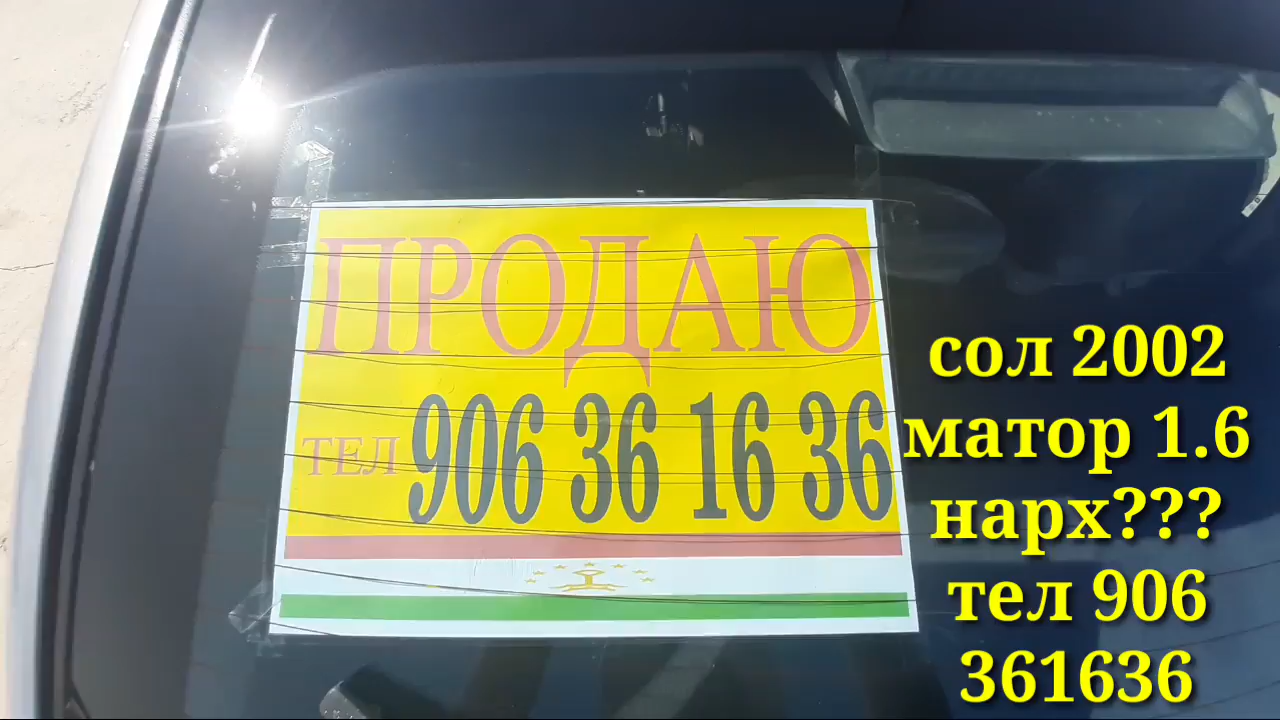 ПРОДАЮ
ТЕЛ 906 36 16 36
сол 2002
матор 1.6
нарх???
тел 906
361636